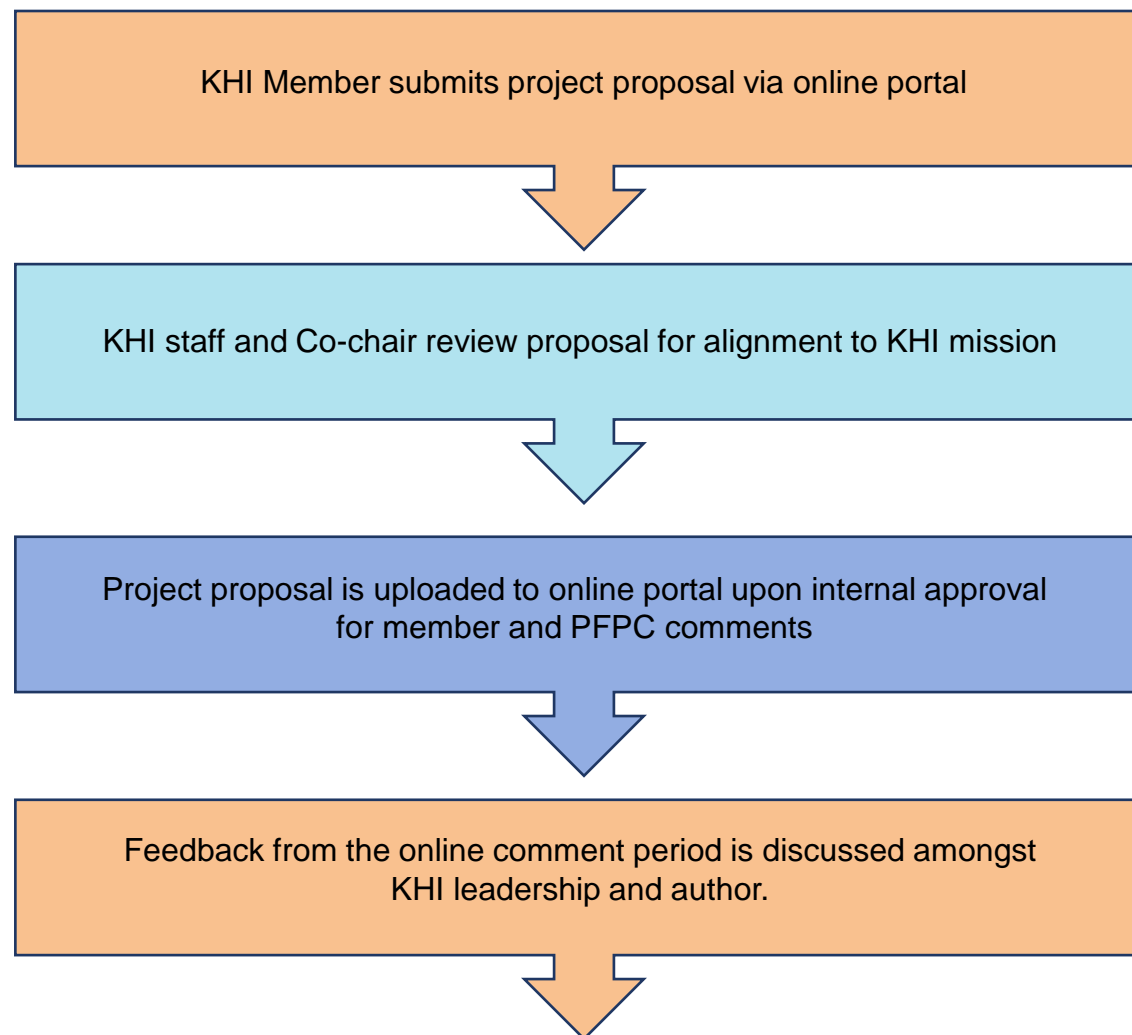 KHI Member submits project proposal via online portal
KHI staff and Co-chair review proposal for alignment to KHI mission
Project proposal is uploaded to online portal upon internal approval
for member and PFPC comments
Feedback from the online comment period is discussed amongst
KHI leadership and author.